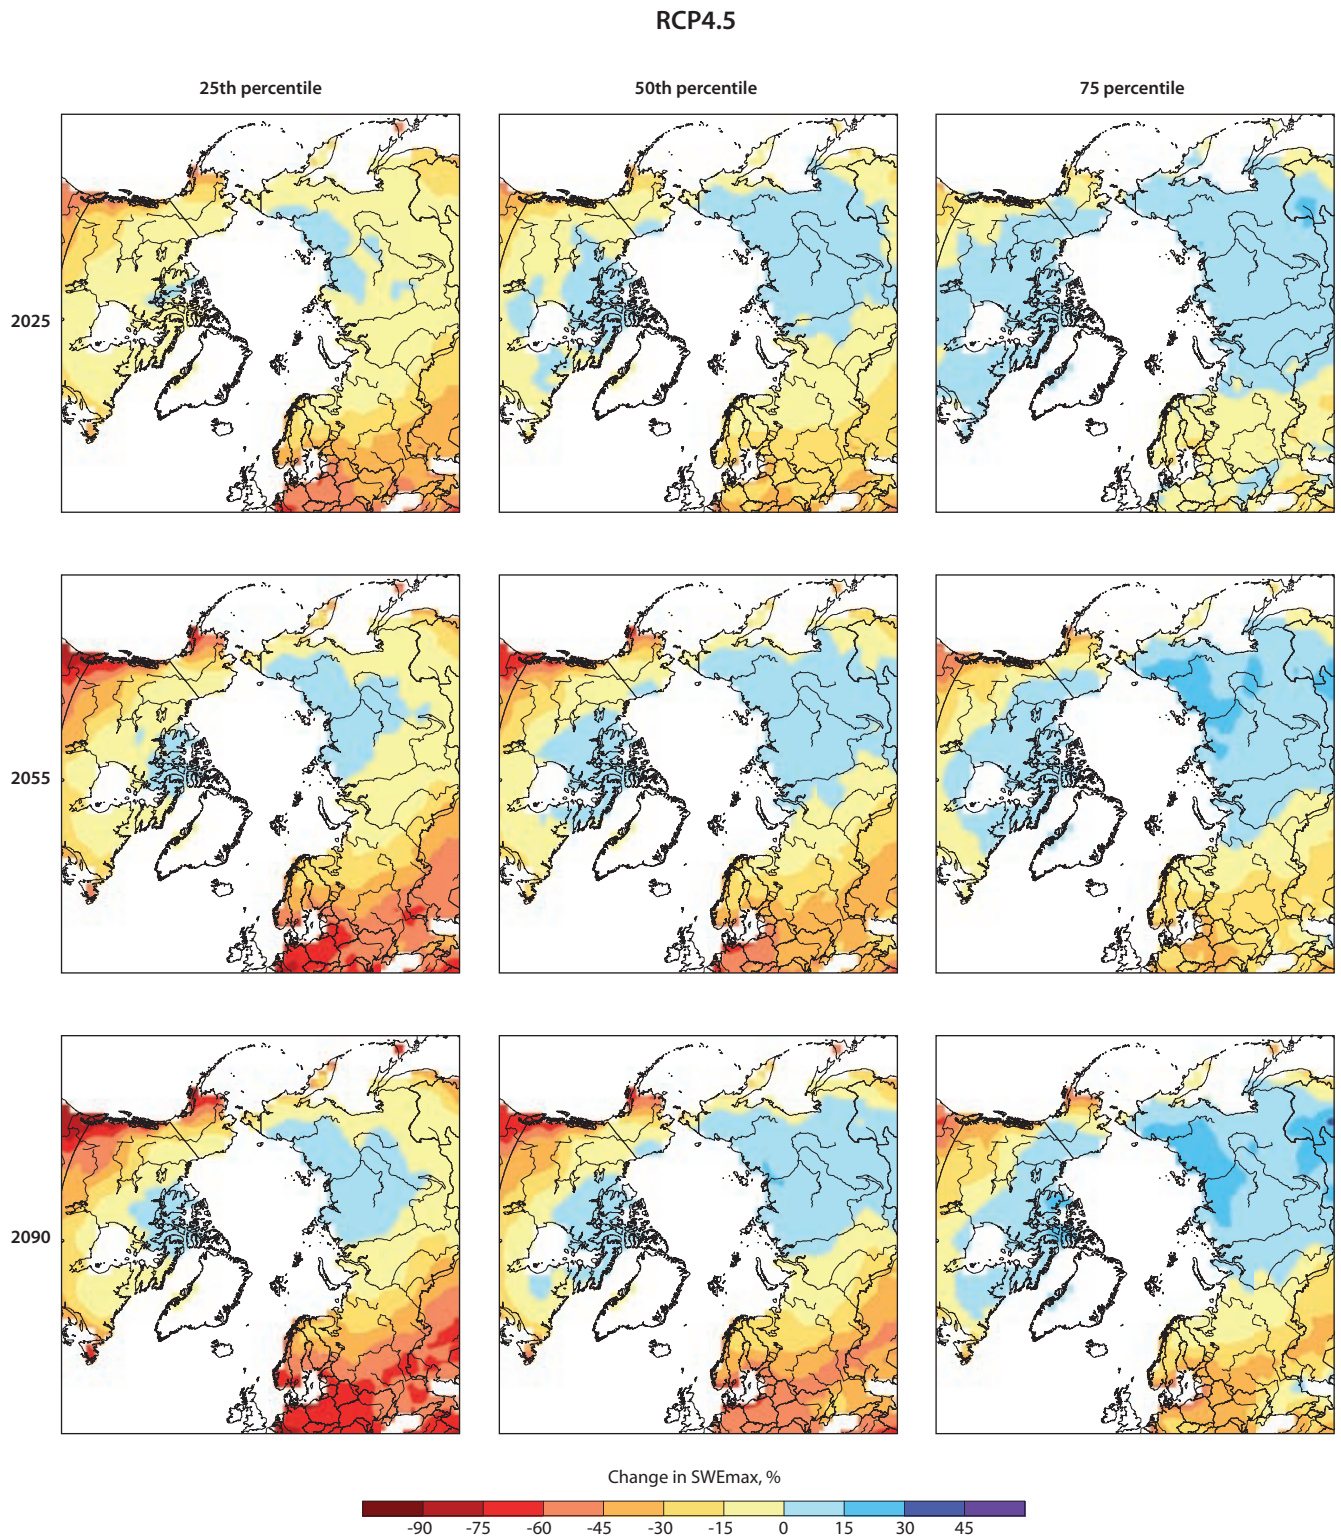 RCP4.5
25th percentile
50th percentile
75 percentile
2025
2055
2090
Change in SWEmax, %
-90 -75 -60 -45 -30 -15 0 15 30 45